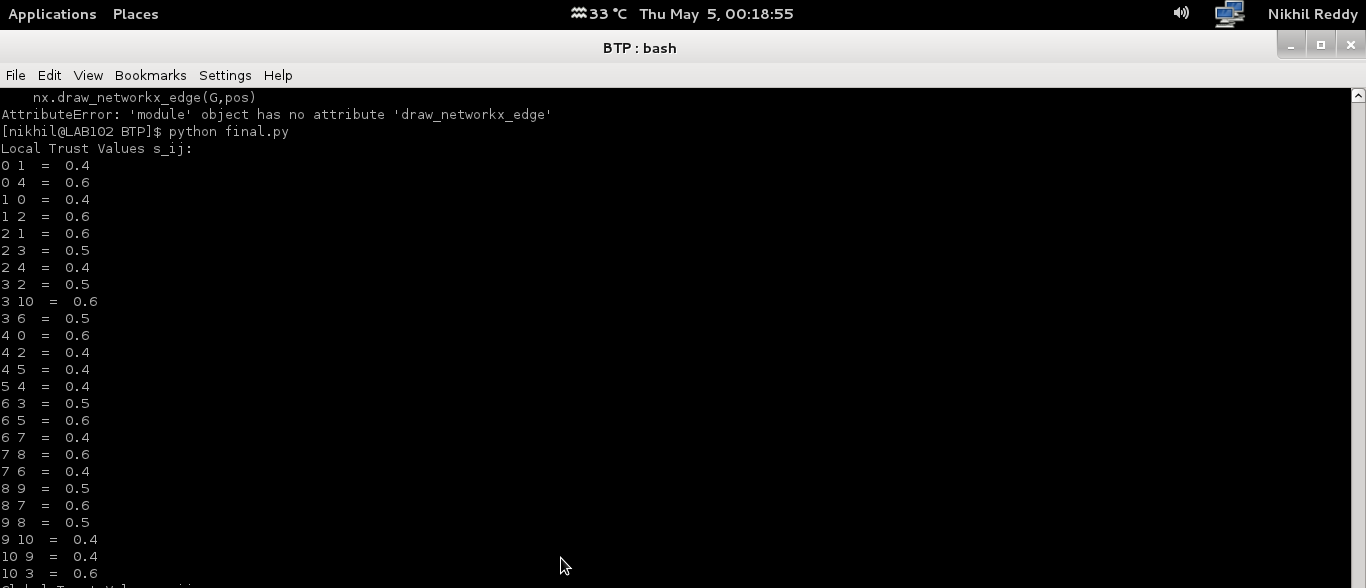 Applications Places 33 °C Thu May 5, 00:18:55 Nikhil Reddy
BTP : bash
File Edit View Bookmarks Settings Help
nx.draw_networkx_edge(G,pos)
AttributeError: 'module' object has no attribute 'draw_networkx_edge'
[nikhil@LAB102 BTP]$ python final.py
Local Trust Values s_ij:
0 1 = 0.4
0 4 = 0.6
1 0 = 0.4
1 2 = 0.6
2 1 = 0.6
2 3 = 0.5
2 4 = 0.4
3 2 = 0.5
3 10 = 0.6
3 6 = 0.5
4 0 = 0.6
4 2 = 0.4
4 5 = 0.4
5 4 = 0.4
6 3 = 0.5
6 5 = 0.6
6 7 = 0.4
7 8 = 0.6
7 6 = 0.4
8 9 = 0.5
8 7 = 0.6
9 8 = 0.5
9 10 = 0.4
10 9 = 0.4
10 3 = 0.6